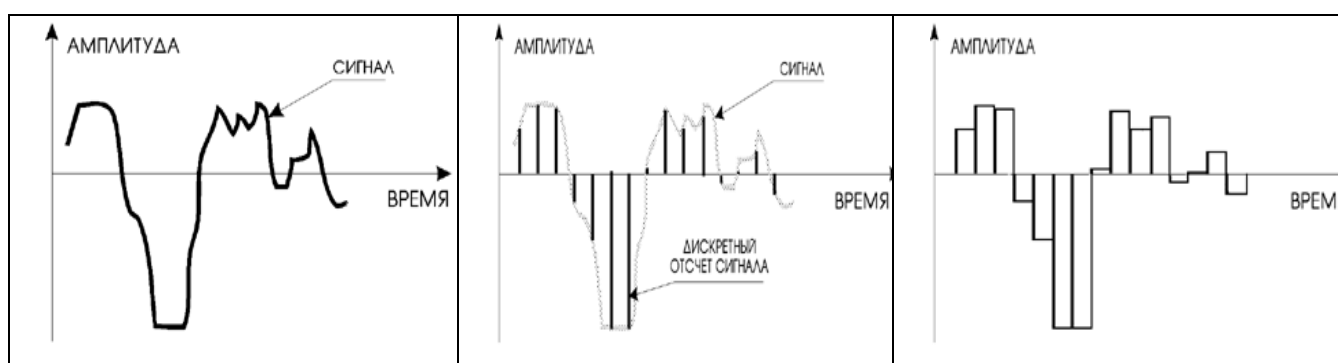 АМПЛИТУДА
СИГНАЛ
ВРЕМЯ
АМПЛИТУДА
СИГНАЛ
ВРЕМЯ
ДИСКРЕТНЫЙ
ОТСЧЕТ СИГНАЛА
АМПЛИТУДА
ВРЕМ